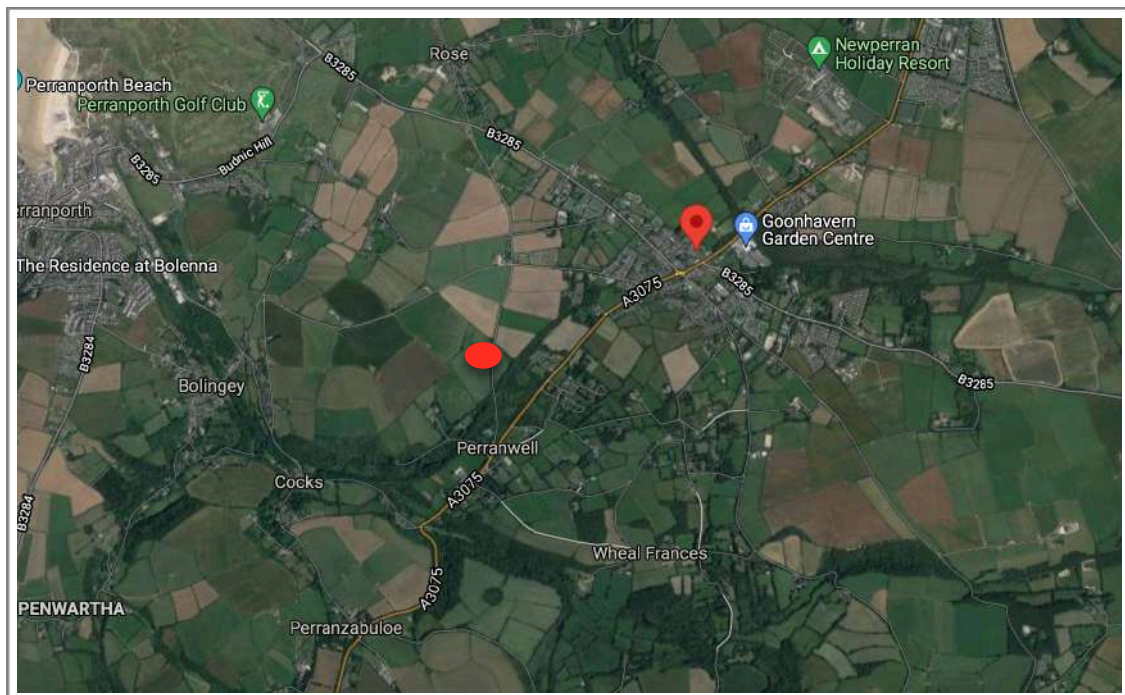 Rose
B3285
Newperran
Holiday Resort
Perranporth Beach
Perranporth Golf Club
Budnic Hill
B3285
B3285
erranporth
Goonhavern
Garden Centre
The Residence at Bolenna
A3075
B3285
B3284
Bolingey
B3285
Perranwell
Cocks
A3075
B3284
Wheal Frances
A3075
PENWARTHA
Perranzabuloe